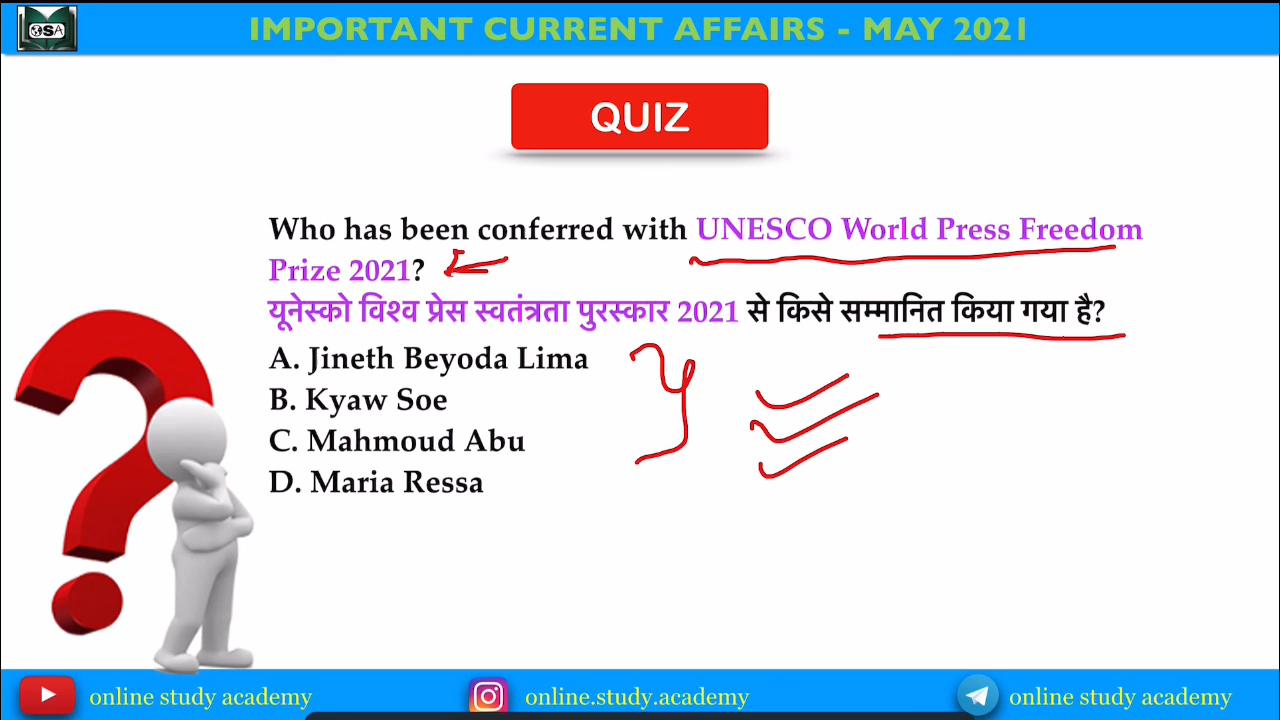 OSA
IMPORTANT CURRENT AFFAIRS - MAY 2021
QUIZ
Who has been conferred with UNESCO World Press Freedom
Prize 2021?
यूनेस्को विश्व प्रेस स्वतंत्रता पुरस्कार 2021 से किसे सम्मानित किया गया है?
A. Jineth Beyoda Lima
B. Kyaw Soe
C. Mahmoud Abu
D. Maria Ressa
online study academy
online.study.academy
online study academy